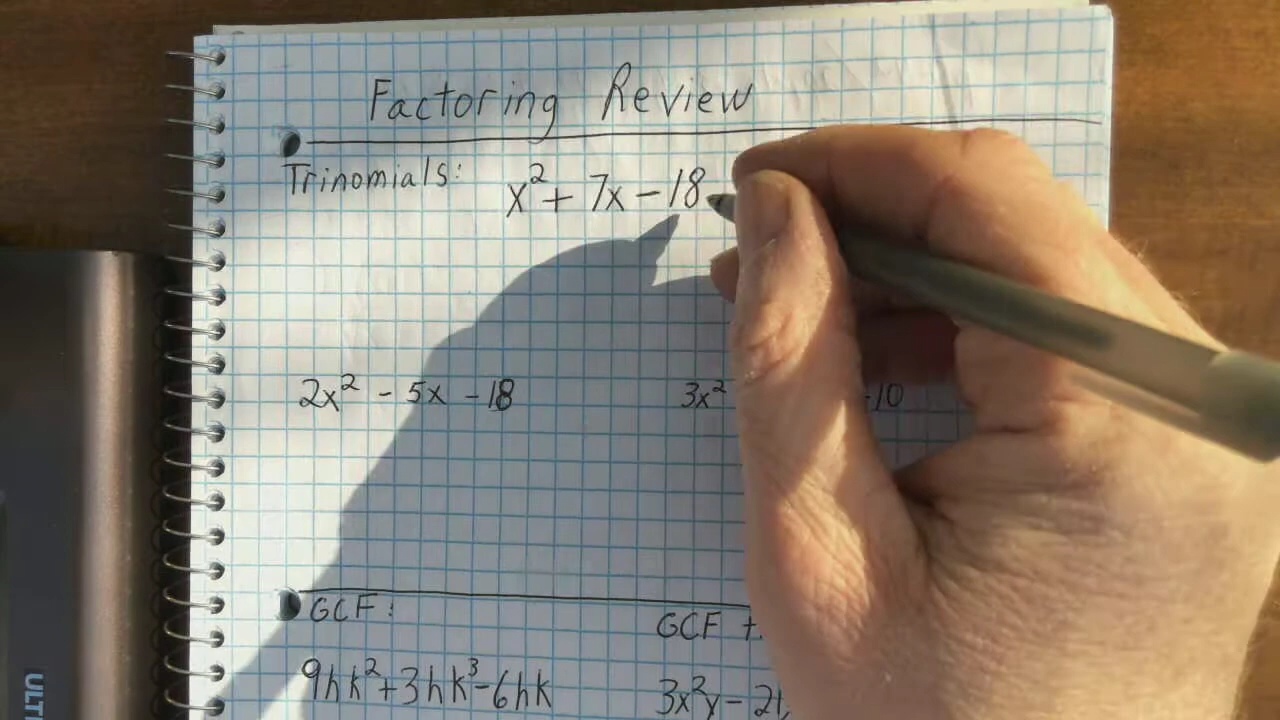 Factoring Review
Trinomials: x² + 7x - 18
2x² - 5x - 18 3x² -10
GCF: GCF
9hk² + 3hk³ - 6hk 3x²y - 21
ULT